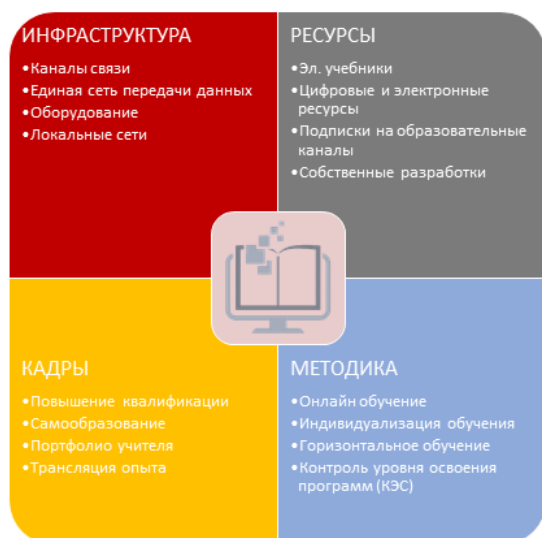 ИНФРАСТРУКТУРА
•Каналы связи
•Единая сеть передачи данных
•Оборудование
•Локальные сети
РЕСУРСЫ
•Эл. учебники
•Цифровые и электронные
ресурсы
•Подписки на образовательные
каналы
•Собственные разработки
КАДРЫ
•Повышение квалификации
•Самообразование
•Портфолио учителя
•Трансляция опыта
МЕТОДИКА
•Онлайн обучение
•Индивидуализация обучения
•Горизонтальное обучение
•Контроль уровня освоения
программ (КЭС)